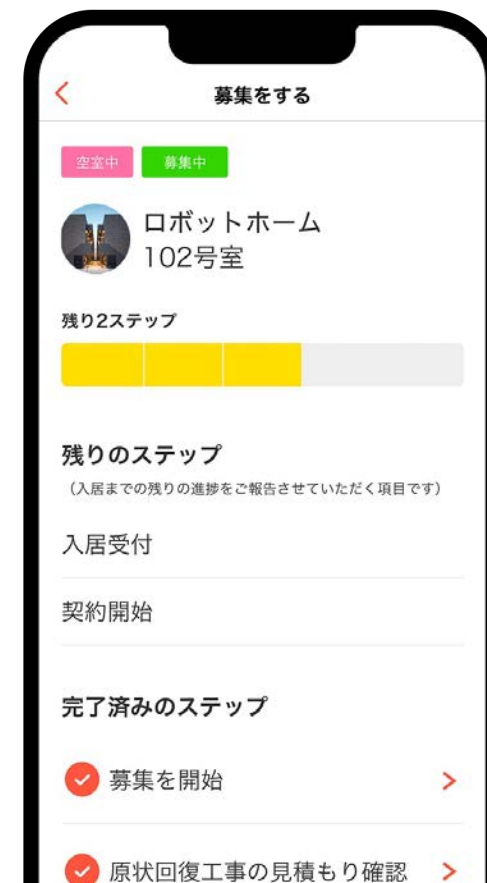 募集をする
空室中
募集中
ロボットホーム
102号室
残り2ステップ
残りのステップ
（入居までの残りの進捗をご報告させていただく項目です）
入居受付
契約開始
完了済みのステップ
募集を開始
原状回復工事の見積もり確認